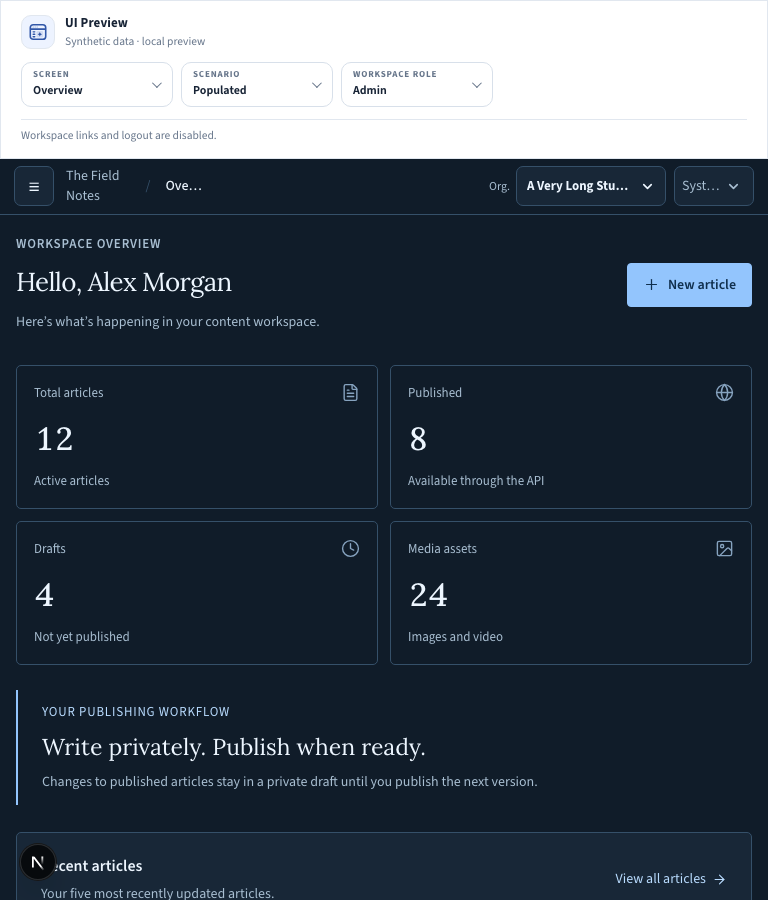 UI Preview
Synthetic data · local preview
SCREEN
Overview
SCENARIO
Populated
WORKSPACE ROLE
Admin
Workspace links and logout are disabled.
The Field
Notes
/
Ove…
Org.
A Very Long Stu…
Syst…
WORKSPACE OVERVIEW
Hello, Alex Morgan
New article
Here’s what’s happening in your content workspace.
Total articles
12
Active articles
Published
8
Available through the API
Drafts
4
Not yet published
Media assets
24
Images and video
YOUR PUBLISHING WORKFLOW
Write privately. Publish when ready.
Changes to published articles stay in a private draft until you publish the next version.
N
ecent articles
View all articles
Your five most recently updated articles.